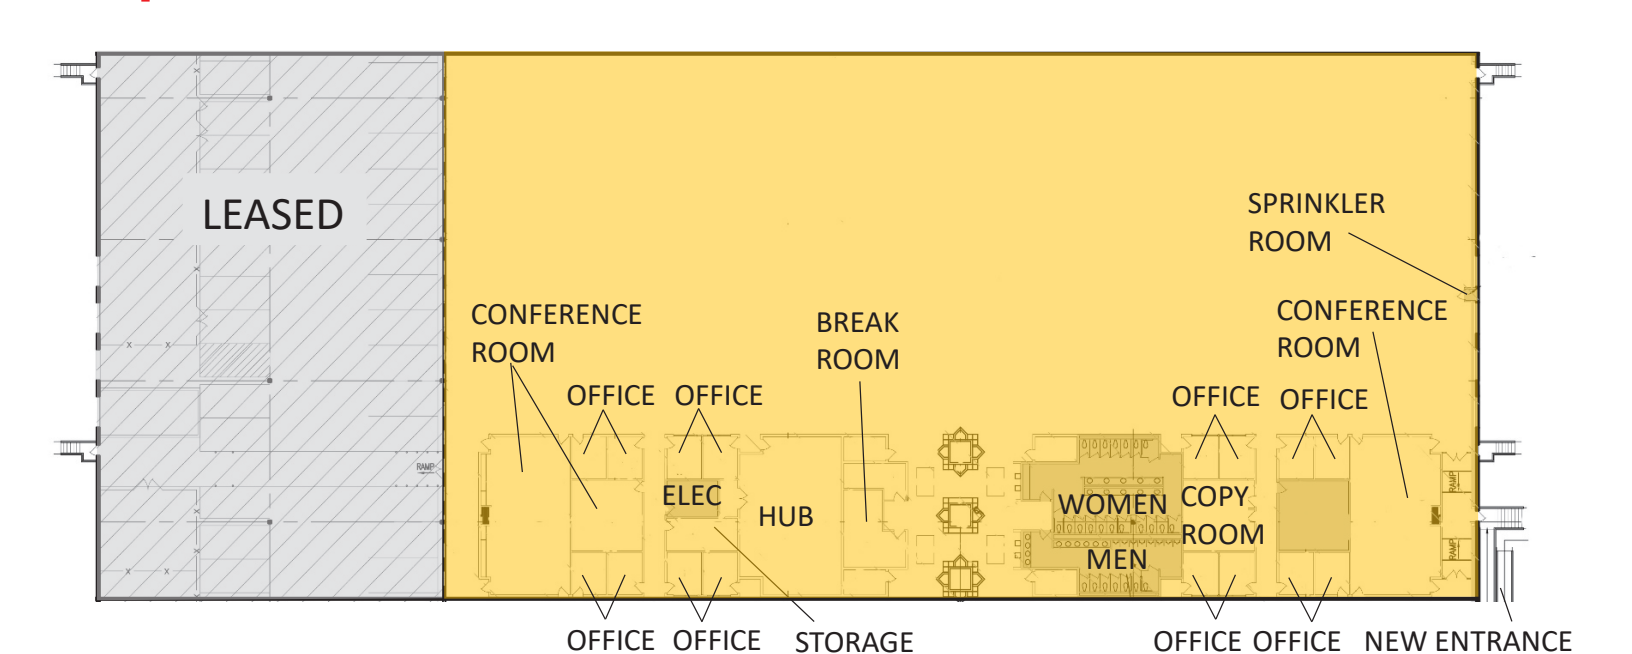 LEASED
SPRINKLER
ROOM
CONFERENCE
ROOM
BREAK
ROOM
CONFERENCE
ROOM
OFFICE
OFFICE
OFFICE
OFFICE
RAMP
ELEC
HUB
WOMEN
MEN
COPY
ROOM
RAMP
RAMP
OFFICE
OFFICE
STORAGE
OFFICE
OFFICE
NEW ENTRANCE